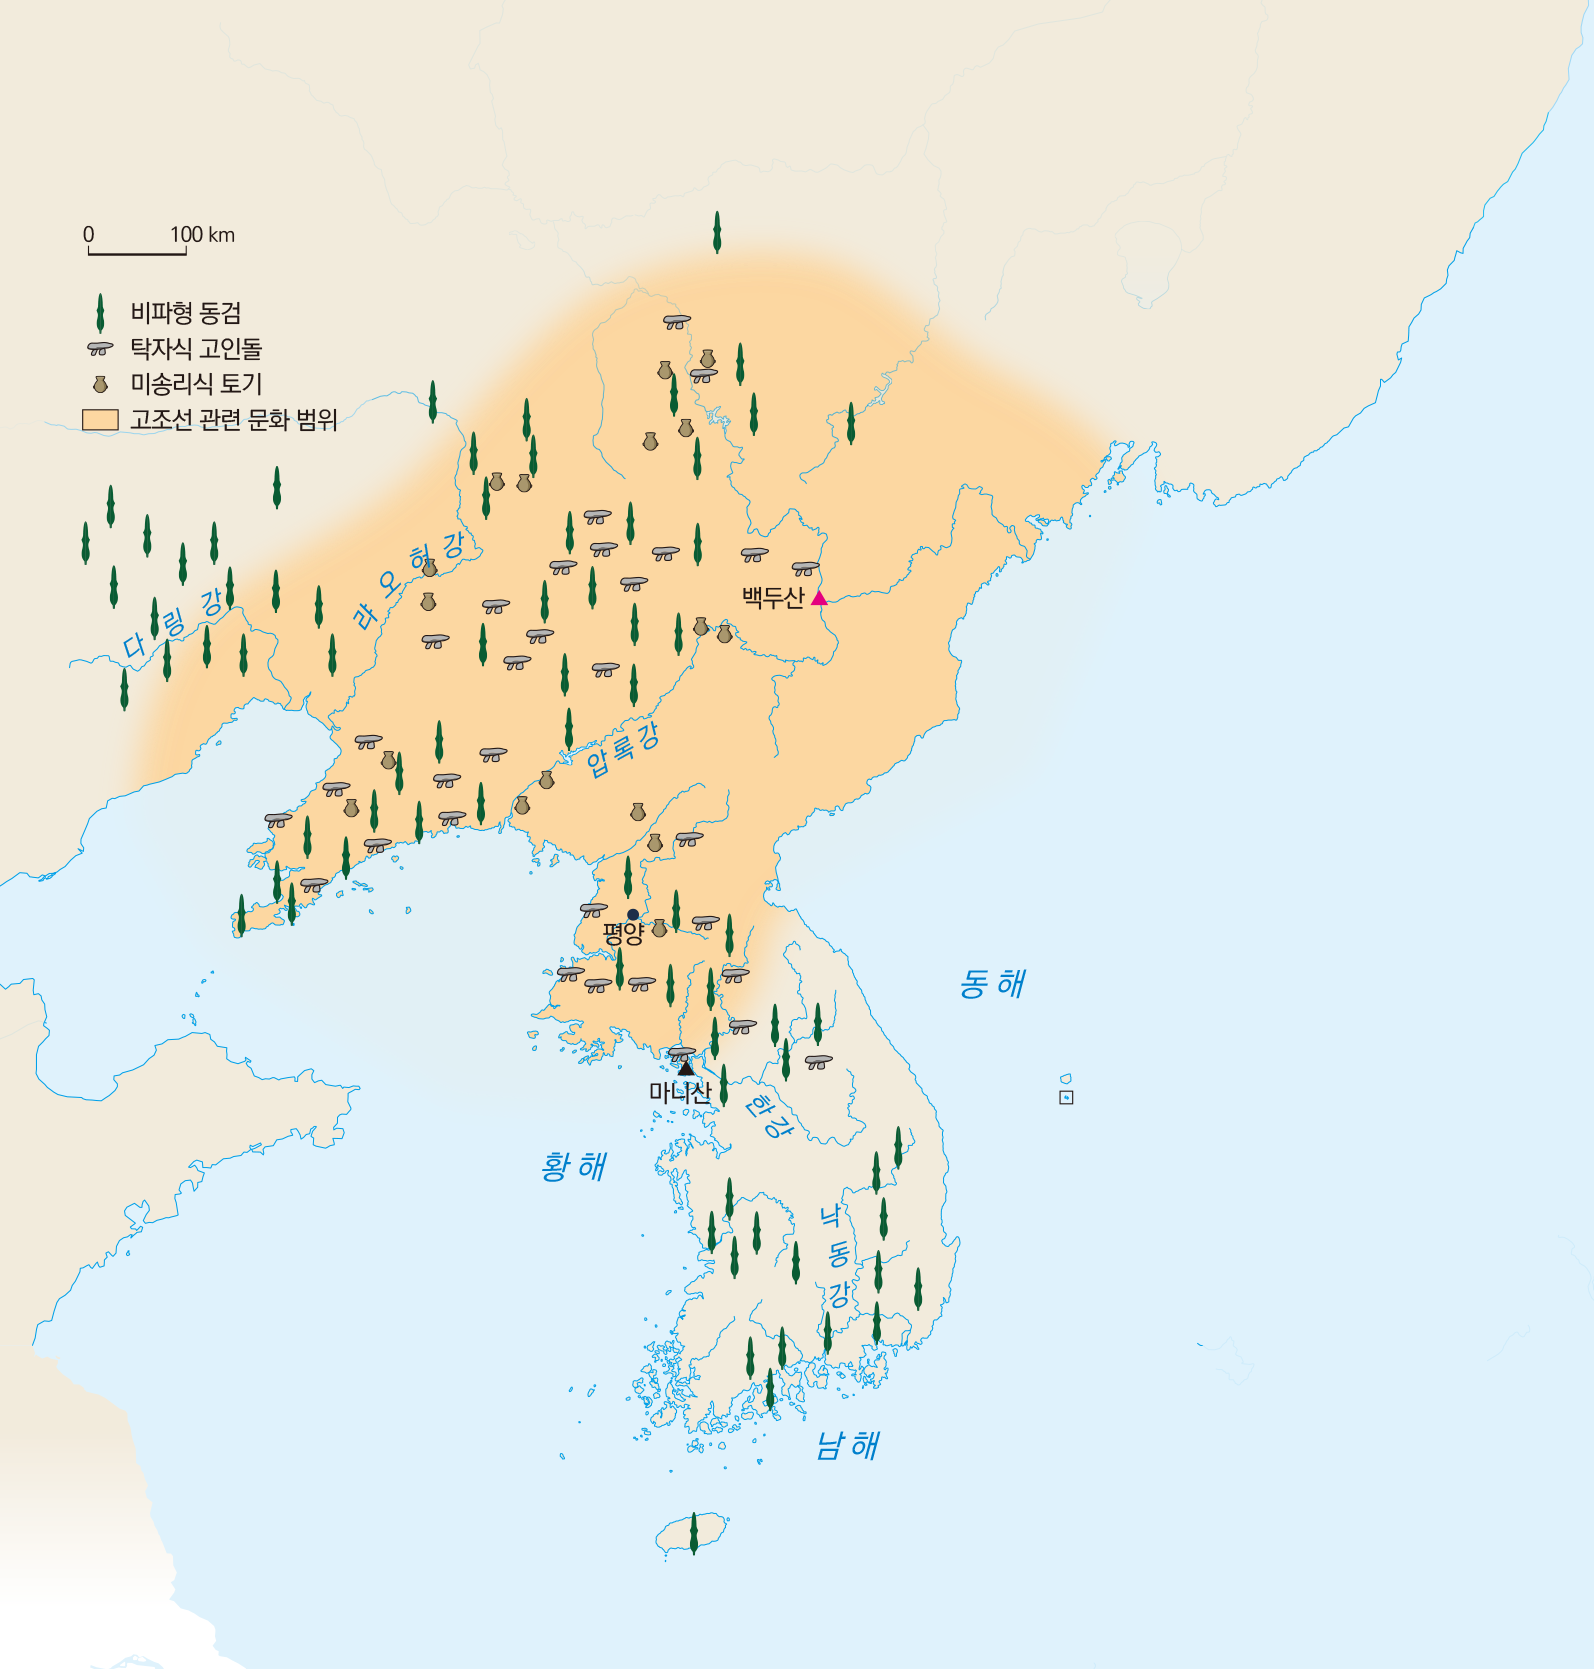 0 100 km
비파형 동검
탁자식 고인돌
미송리식 토기
고조선 관련 문화 범위
랴오허강
다링강
백두산
압록강
평양
동해
마니산
한강
황해
낙동강
남해